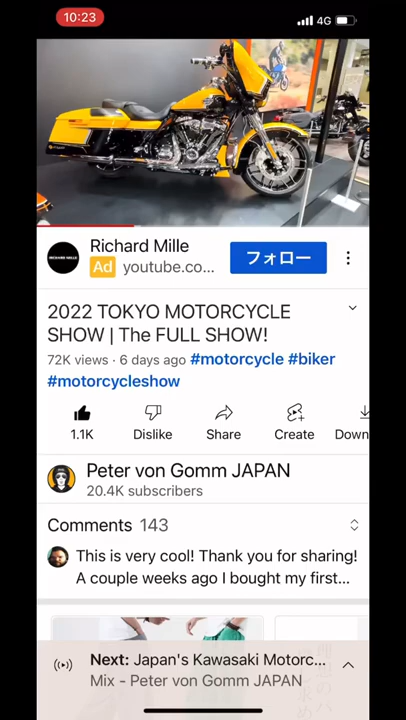 10:23
4G
Richard Mille
RICHARD MILLE
Ad youtube.co...
フォロー
2022 TOKYO MOTORCYCLE
SHOW | The FULL SHOW!
72K views · 6 days ago #motorcycle #biker
#motorcycleshow
1.1K
Dislike
Share
Create
Down
Peter von Gomm JAPAN
20.4K subscribers
Comments 143
This is very cool! Thank you for sharing!
A couple weeks ago I bought my first...
Next: Japan's Kawasaki Motorc...
Mix - Peter von Gomm JAPAN